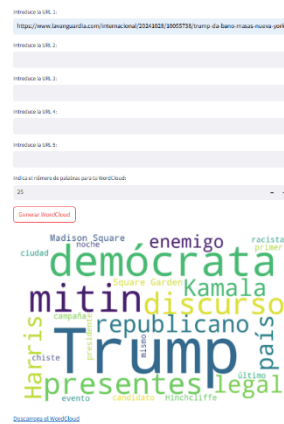 Introduce la URL 1:
https://www.lavanguardia.com/internacional/20241028/10055738/trump-da-bano-masas-nueva-york
Introduce la URL 2:
Introduce la URL 3:
Introduce la URL 4:
Introduce la URL 5:
Indica el número de palabras para tu WordCloud:
25
Generar WordCloud
Madison Square
noche
enemigo
racista
primer
ciudad
demócrata
Square Garden
Kamala
mitin
discurso
campaña
republicano
presidente
mismo
país
Harris
Trump
chiste
último
presentes
legal
evento
candidato
Hinchcliffe
Descarrega el WordCloud